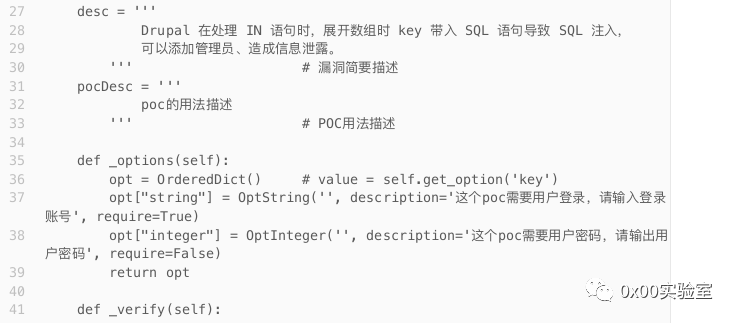 27 desc = '''
28 Drupal 在处理 IN 语句时，展开数组时 key 带入 SQL 语句导致 SQL 注入，
29 可以添加管理员、造成信息泄露。
30 ''' # 漏洞简要描述
31 pocDesc = '''
32 poc的用法描述
33 ''' # POC用法描述
34
35 def _options(self):
36 opt = OrderedDict() # value = self.get_option('key')
37 opt["string"] = OptString('', description='这个poc需要用户登录，请输入登录
账号', require=True)
38 opt["integer"] = OptInteger('', description='这个poc需要用户密码，请输出用
户密码', require=False)
39 return opt
40
41 def _verify(self):
0x00实验室